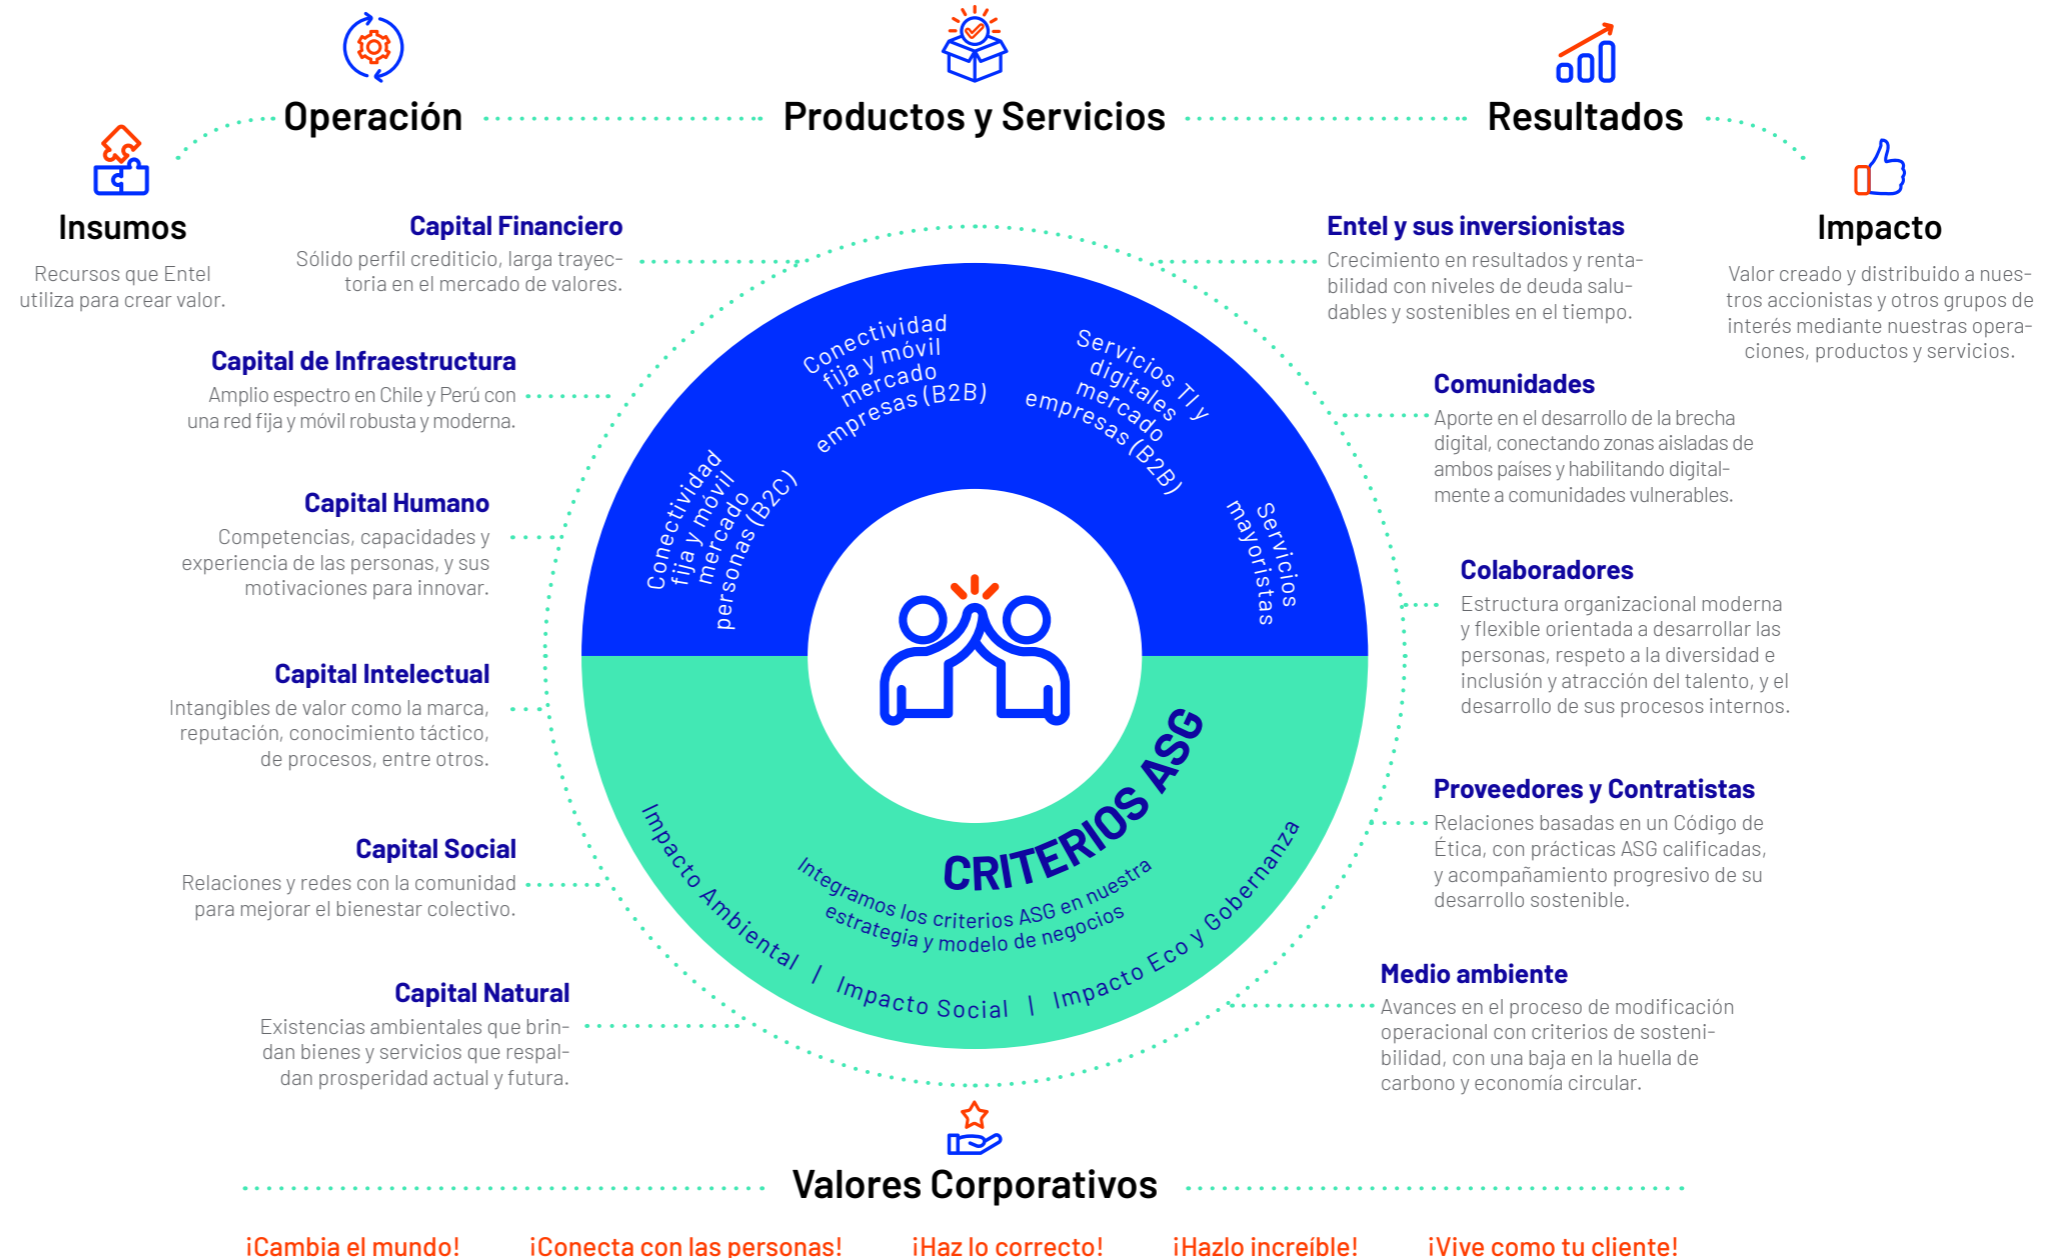 Operación
Productos y Servicios
Resultados
Insumos
Recursos que Entel
utiliza para crear valor.
Impacto
Valor creado y distribuido a nues-
tros accionistas y otros grupos de
interés mediante nuestras opera-
ciones, productos y servicios.
Capital Financiero
Sólido perfil crediticio, larga trayec-
toria en el mercado de valores.
Capital de Infraestructura
Amplio espectro en Chile y Perú con
una red fija y móvil robusta y moderna.
Capital Humano
Competencias, capacidades y
experiencia de las personas, y sus
motivaciones para innovar.
Capital Intelectual
Intangibles de valor como la marca,
reputación, conocimiento táctico,
de procesos, entre otros.
Capital Social
Relaciones y redes con la comunidad
para mejorar el bienestar colectivo.
Capital Natural
Existencias ambientales que brin-
dan bienes y servicios que respal-
dan prosperidad actual y futura.
Conectividad
fija y móvil
mercado
personas (B2C)
Conectividad
fija y móvil
mercado
empresas (B2B)
Servicios TI y
digitales
mercado
empresas (B2B)
Servicios
mayoristas
CRITERIOS ASG
Integramos los criterios ASG en nuestra
estrategia y modelo de negocios
Impacto Ambiental | Impacto Social | Impacto Eco y Gobernanza
Entel y sus inversionistas
Crecimiento en resultados y renta-
bilidad con niveles de deuda salu-
dables y sostenibles en el tiempo.
Comunidades
Aporte en el desarrollo de la brecha
digital, conectando zonas aisladas de
ambos países y habilitando digital-
mente a comunidades vulnerables.
Colaboradores
Estructura organizacional moderna
y flexible orientada a desarrollar las
personas, respeto a la diversidad e
inclusión y atracción del talento, y el
desarrollo de sus procesos internos.
Proveedores y Contratistas
Relaciones basadas en un Código de
Ética, con prácticas ASG calificadas,
y acompañamiento progresivo de su
desarrollo sostenible.
Medio ambiente
Avances en el proceso de modificación
operacional con criterios de sosteni-
bilidad, con una baja en la huella de
carbono y economía circular.
Valores Corporativos
¡Cambia el mundo!
¡Conecta con las personas!
¡Haz lo correcto!
¡Hazlo increíble!
¡Vive como tu cliente!